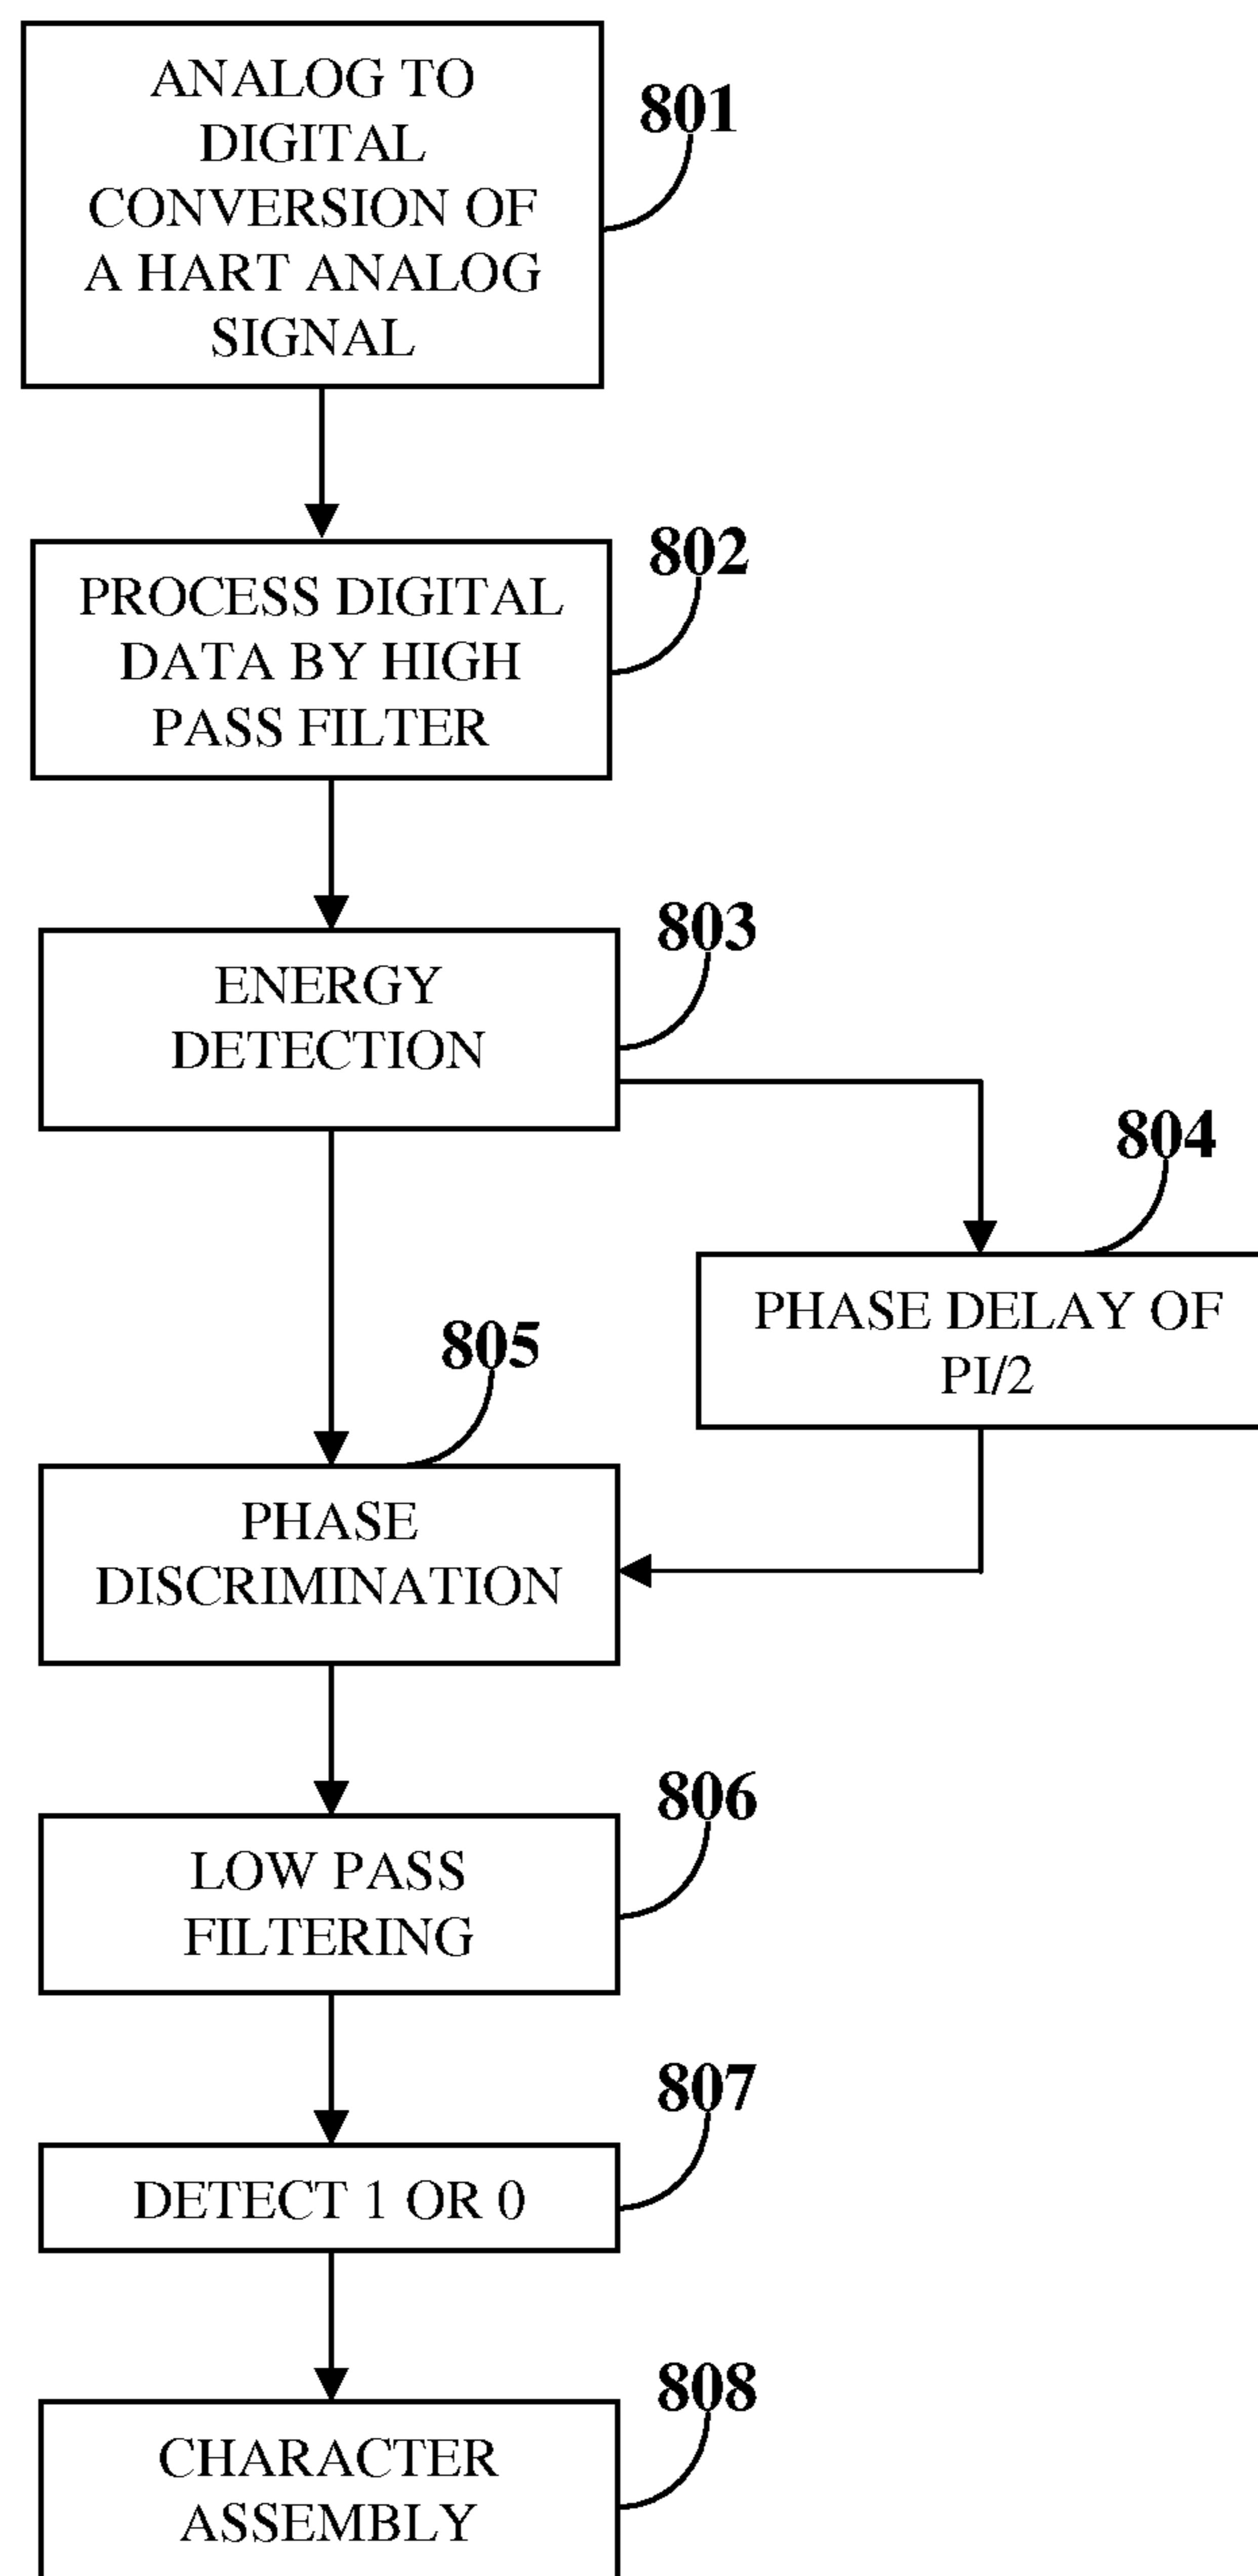 ANALOG TO
DIGITAL
CONVERSION OF
A HART ANALOG
SIGNAL
801
PROCESS DIGITAL
DATA BY HIGH
PASS FILTER
802
ENERGY
DETECTION
803
PHASE DELAY OF
PI/2
804
PHASE
DISCRIMINATION
805
LOW PASS
FILTERING
806
DETECT 1 OR 0
807
CHARACTER
ASSEMBLY
808